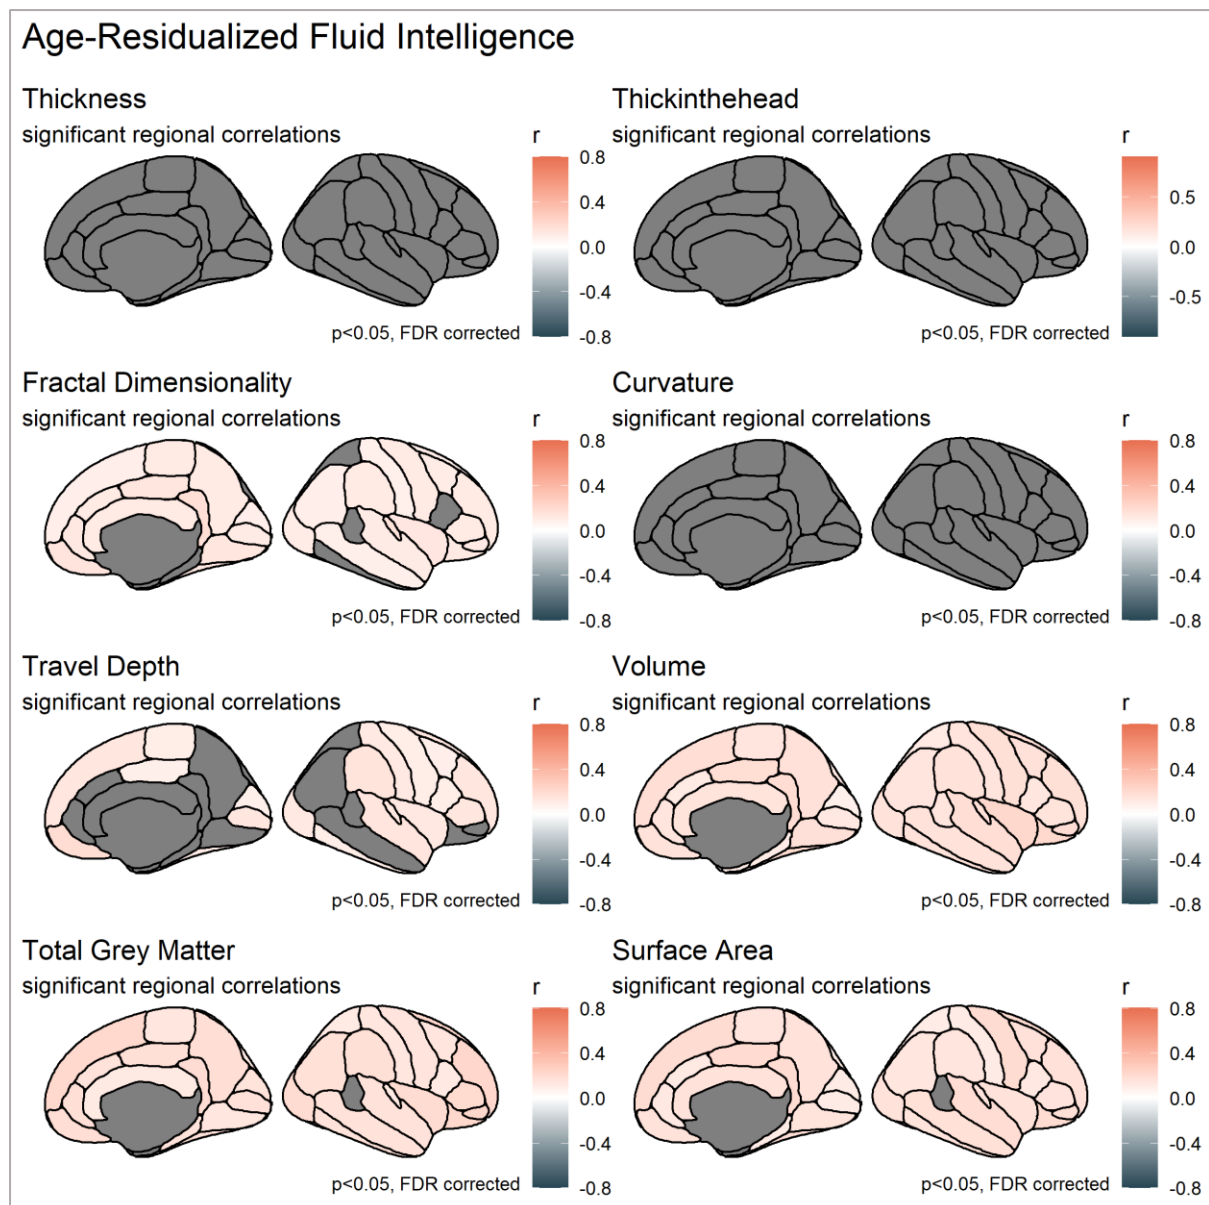 Age-Residualized Fluid Intelligence
Thickness
significant regional correlations
r
0.8
0.4
0.0
-0.4
-0.8
p<0.05, FDR corrected
Thickinthehead
significant regional correlations
r
0.5
0.0
-0.5
p<0.05, FDR corrected
Fractal Dimensionality
significant regional correlations
r
0.8
0.4
0.0
-0.4
-0.8
p<0.05, FDR corrected
Curvature
significant regional correlations
r
0.8
0.4
0.0
-0.4
-0.8
p<0.05, FDR corrected
Travel Depth
significant regional correlations
r
0.8
0.4
0.0
-0.4
-0.8
p<0.05, FDR corrected
Volume
significant regional correlations
r
0.8
0.4
0.0
-0.4
-0.8
p<0.05, FDR corrected
Total Grey Matter
significant regional correlations
r
0.8
0.4
0.0
-0.4
-0.8
p<0.05, FDR corrected
Surface Area
significant regional correlations
r
0.8
0.4
0.0
-0.4
-0.8
p<0.05, FDR corrected